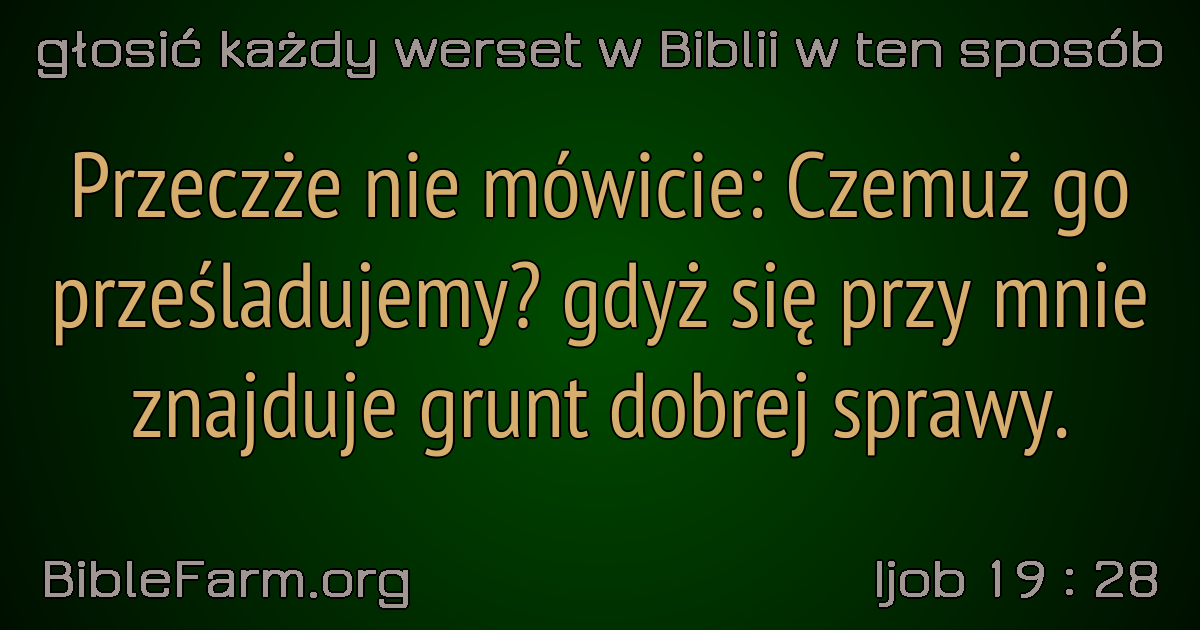 głosić każdy werset w Biblii w ten sposób
Przeczże nie mówicie: Czemuż go
prześladujemy? gdyż się przy mnie
znajduje grunt dobrej sprawy.
BibleFarm.org
Ijob 19 : 28